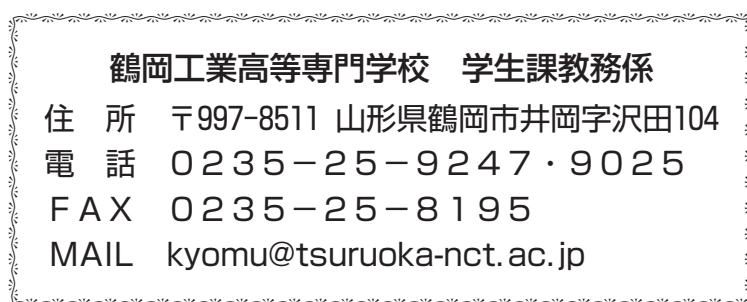 鶴岡工業高等専門学校　学生課教務係
住　所　〒997-8511 山形県鶴岡市井岡字沢田104
電　話　０２３５－２５－９２４７・９０２５
ＦＡＸ　０２３５－２５－８１９５
MAIL　kyomu@tsuruoka-nct.ac.jp